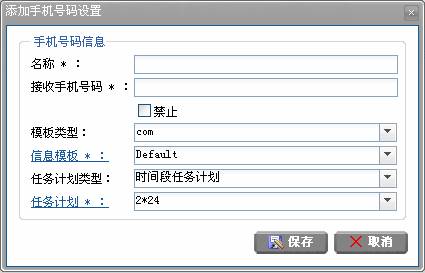 添加手机号码设置
手机号码信息
名称 * :
接收手机号码 * :
禁止
模板类型: com
信息模板 * : Default
任务计划类型: 时间段任务计划
任务计划 * : 2*24
保存 取消